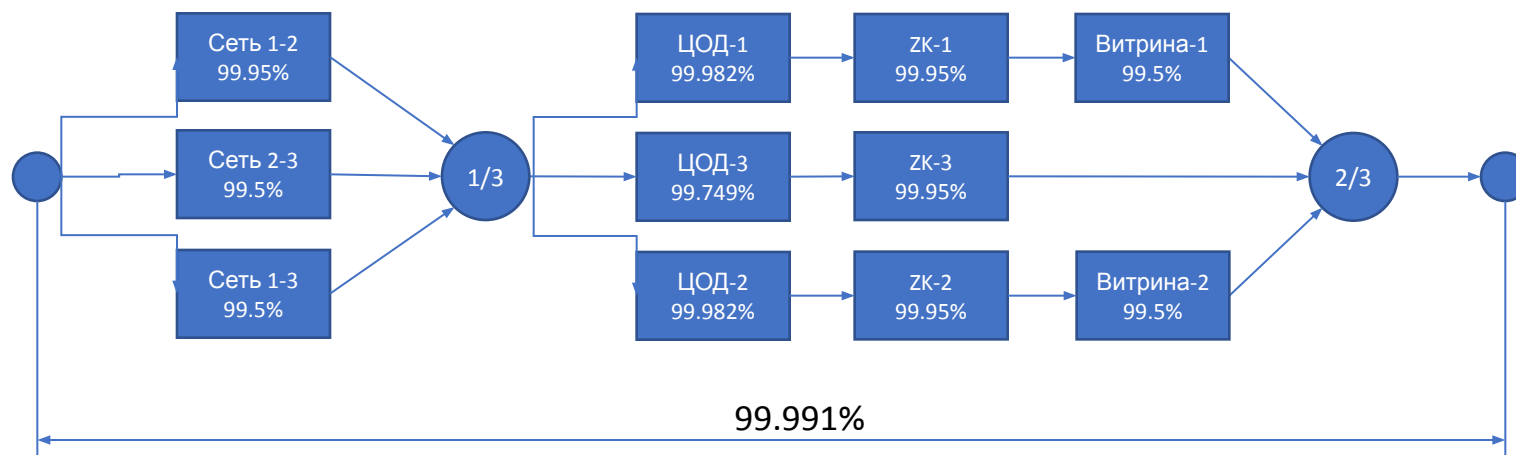 Сеть 1-2
99.95%
Сеть 2-3
99.5%
Сеть 1-3
99.5%
1/3
ЦОД-1
99.982%
ZK-1
99.95%
Витрина-1
99.5%
ЦОД-3
99.749%
ZK-3
99.95%
ЦОД-2
99.982%
ZK-2
99.95%
Витрина-2
99.5%
2/3
99.991%